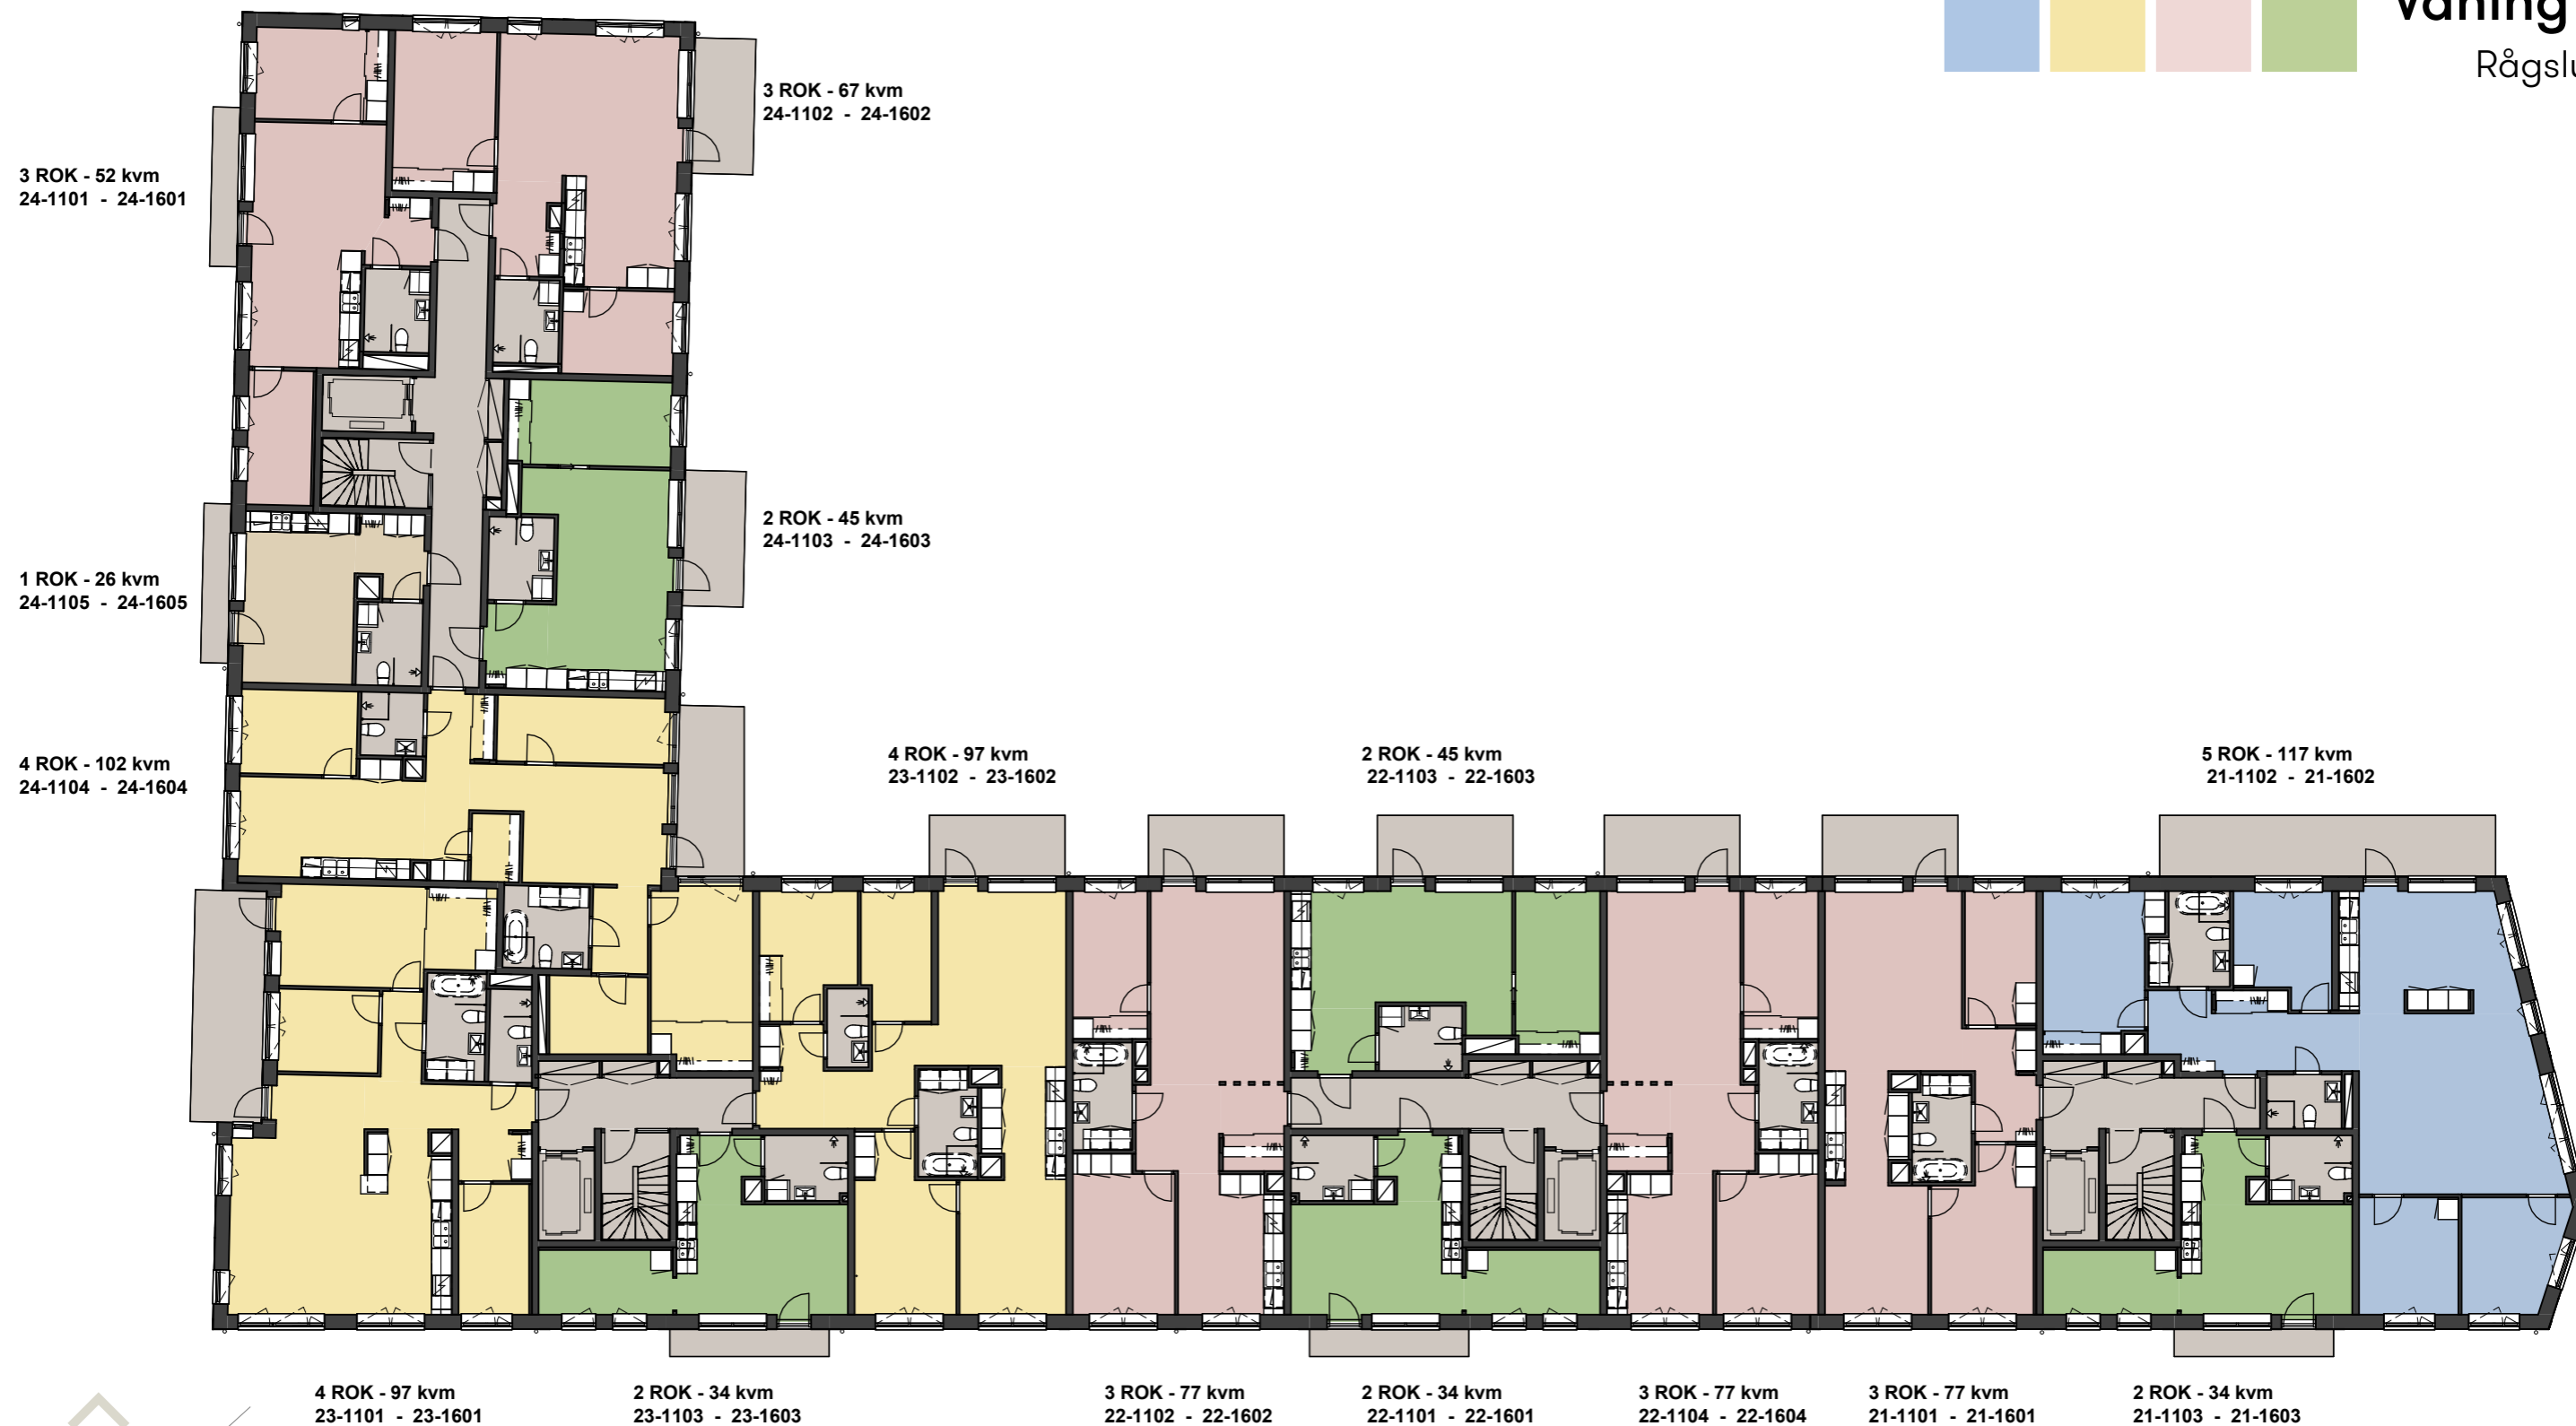 Våning
3 ROK - 67 kvm
24-1102 - 24-1602
3 ROK - 52 kvm
24-1101 - 24-1601
2 ROK - 45 kvm
24-1103 - 24-1603
1 ROK - 26 kvm
24-1105 - 24-1605
4 ROK - 102 kvm
24-1104 - 24-1604
4 ROK - 97 kvm
23-1102 - 23-1602
2 ROK - 45 kvm
22-1103 - 22-1603
5 ROK - 117 kvm
21-1102 - 21-1602
4 ROK - 97 kvm
23-1101 - 23-1601
2 ROK - 34 kvm
23-1103 - 23-1603
3 ROK - 77 kvm
22-1102 - 22-1602
2 ROK - 34 kvm
22-1101 - 22-1601
3 ROK - 77 kvm
22-1104 - 22-1604
3 ROK - 77 kvm
21-1101 - 21-1601
2 ROK - 34 kvm
21-1103 - 21-1603